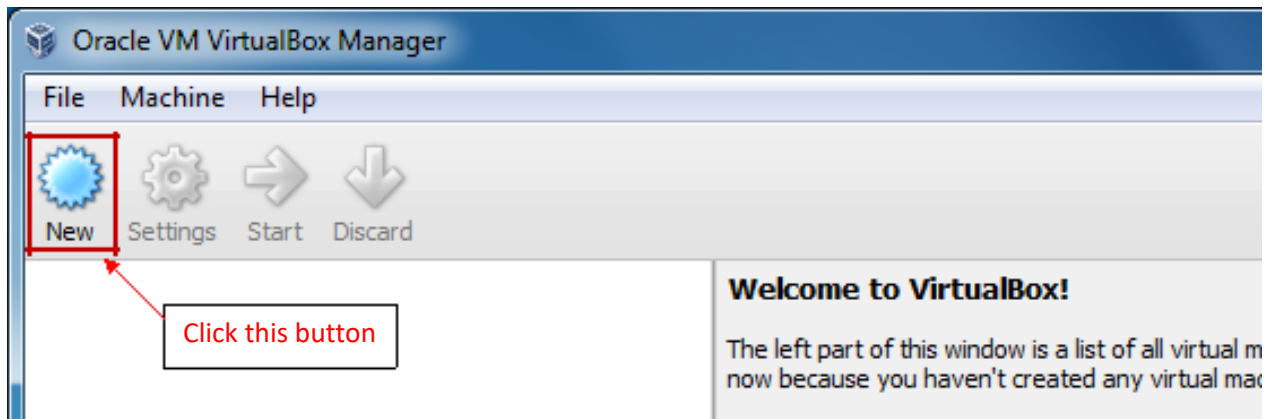 Oracle VM VirtualBox Manager
File Machine Help
New Settings Start Discard
Click this button
Welcome to VirtualBox!
The left part of this window is a list of all virtual
now because you haven't created any virtual